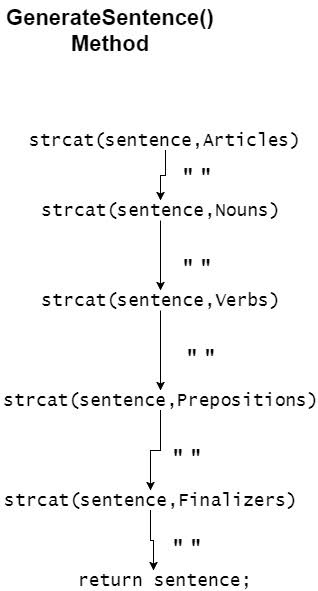 GenerateSentence()
Method
strcat(sentence,Articles)
" "
strcat(sentence,Nouns)
" "
strcat(sentence,Verbs)
" "
strcat(sentence,Prepositions)
" "
strcat(sentence,Finalizers)
" "
return sentence;